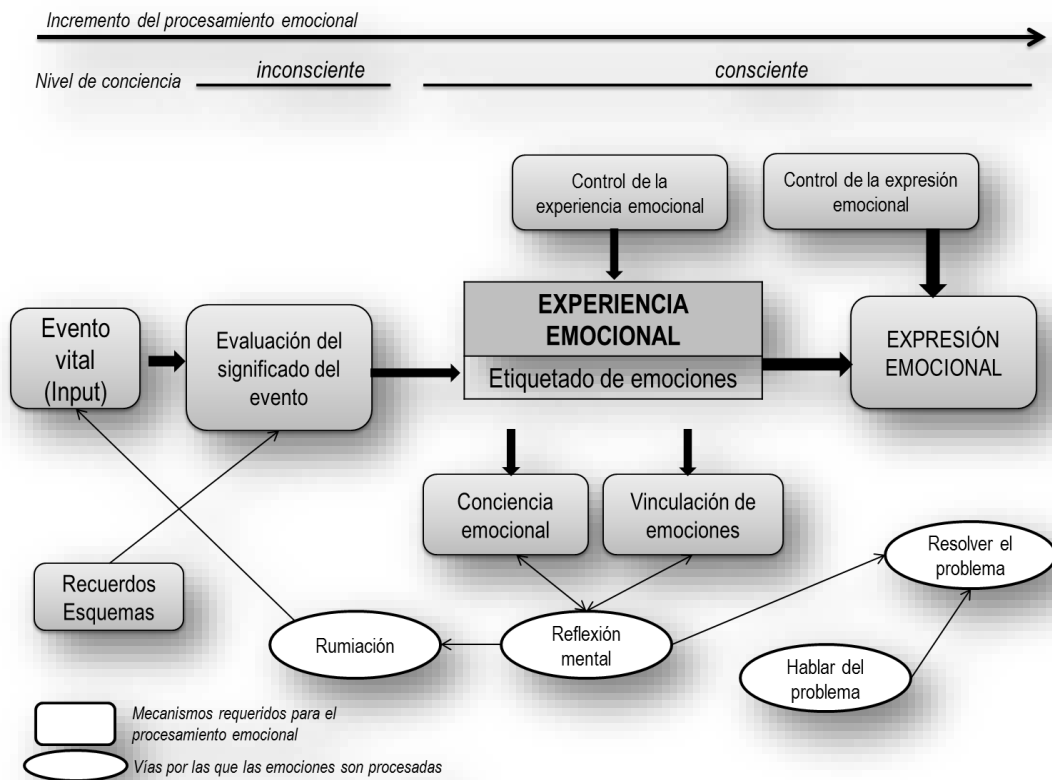 Incremento del procesamiento emocional
Nivel de conciencia
inconsciente
consciente
Control de la
experiencia emocional
Control de la expresión
emocional
Evento
vital
(Input)
Evaluación del
significado del
evento
EXPERIENCIA
EMOCIONAL
Etiquetado de emociones
EXPRESIÓN
EMOCIONAL
Conciencia
emocional
Vinculación de
emociones
Recuerdos
Esquemas
Resolver el
problema
Rumiación
Reflexión
mental
Hablar del
problema
Mecanismos requeridos para el
procesamiento emocional
Vías por las que las emociones son procesadas